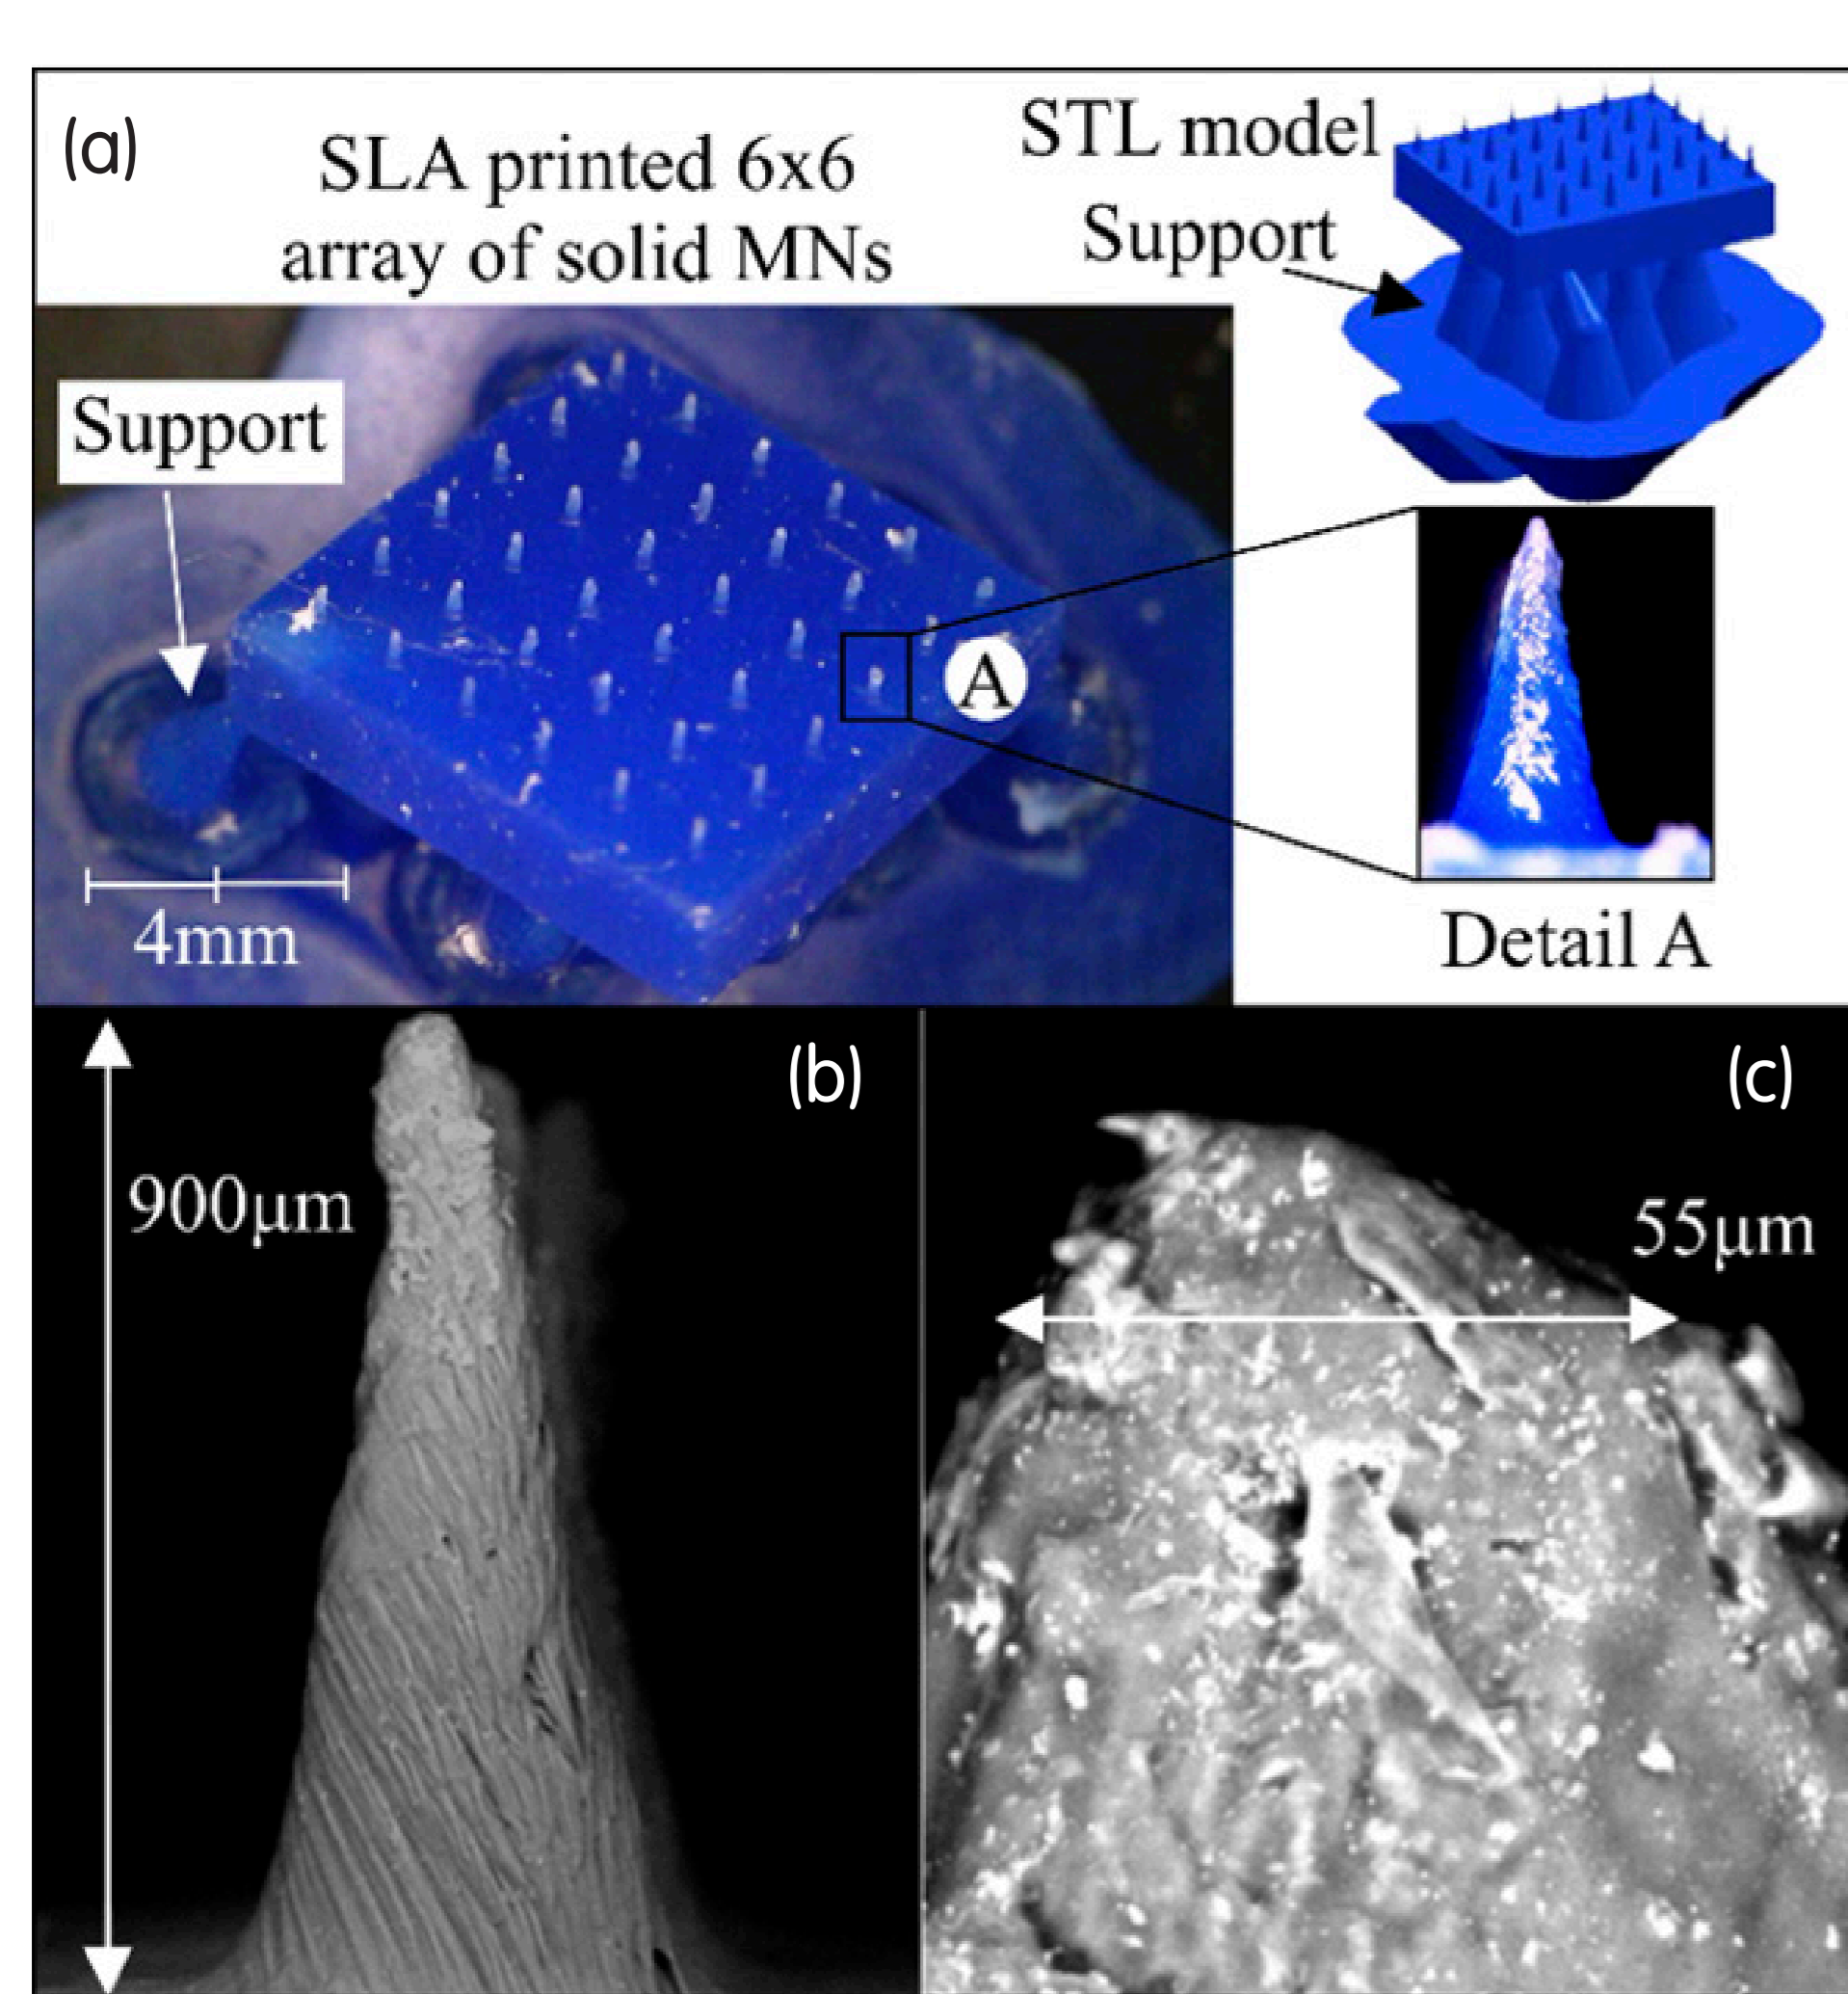 (a)
SLA printed 6x6
array of solid MNs
STL model
Support
Support
A
4mm
Detail A
(b)
900μm
(c)
55μm